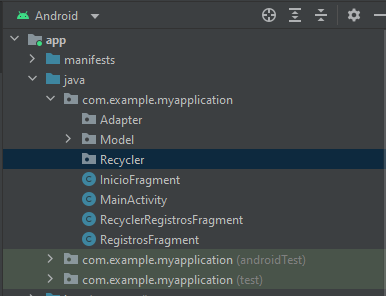 Android
app
manifests
java
com.example.myapplication
Adapter
Model
Recycler
InicioFragment
MainActivity
RecyclerRegistrosFragment
RegistrosFragment
com.example.myapplication (androidTest)
com.example.myapplication (test)